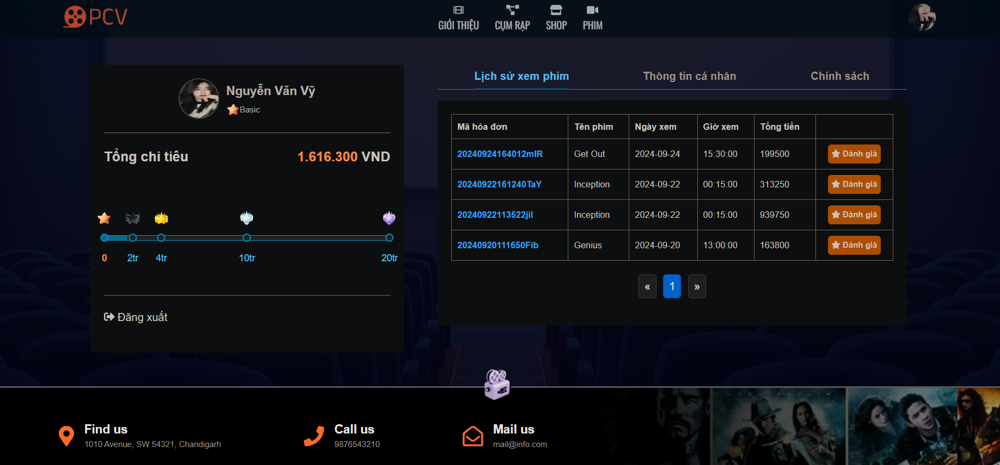 PCV
GIỚI THIỆU
CỤM RẠP
SHOP
PHIM
Nguyễn Văn Vỹ
Basic
Tổng chi tiêu
1.616.300 VND
0 2tr 4tr 10tr 20tr
Đăng xuất
Lịch sử xem phim
Thông tin cá nhân
Chính sách
Mã hóa đơn Tên phim Ngày xem Giờ xem Tổng tiền
20240924164012mIR Get Out 2024-09-24 15:30:00 199500 Đánh giá
20240922161240TaY Inception 2024-09-22 00:15:00 313250 Đánh giá
20240922113522jil Inception 2024-09-22 00:15:00 939750 Đánh giá
20240920111650Fib Genius 2024-09-20 13:00:00 163800 Đánh giá
« 1 »
REC
Find us
1010 Avenue, SW 54321, Chandigarh
Call us
9876543210
Mail us
mail@info.com